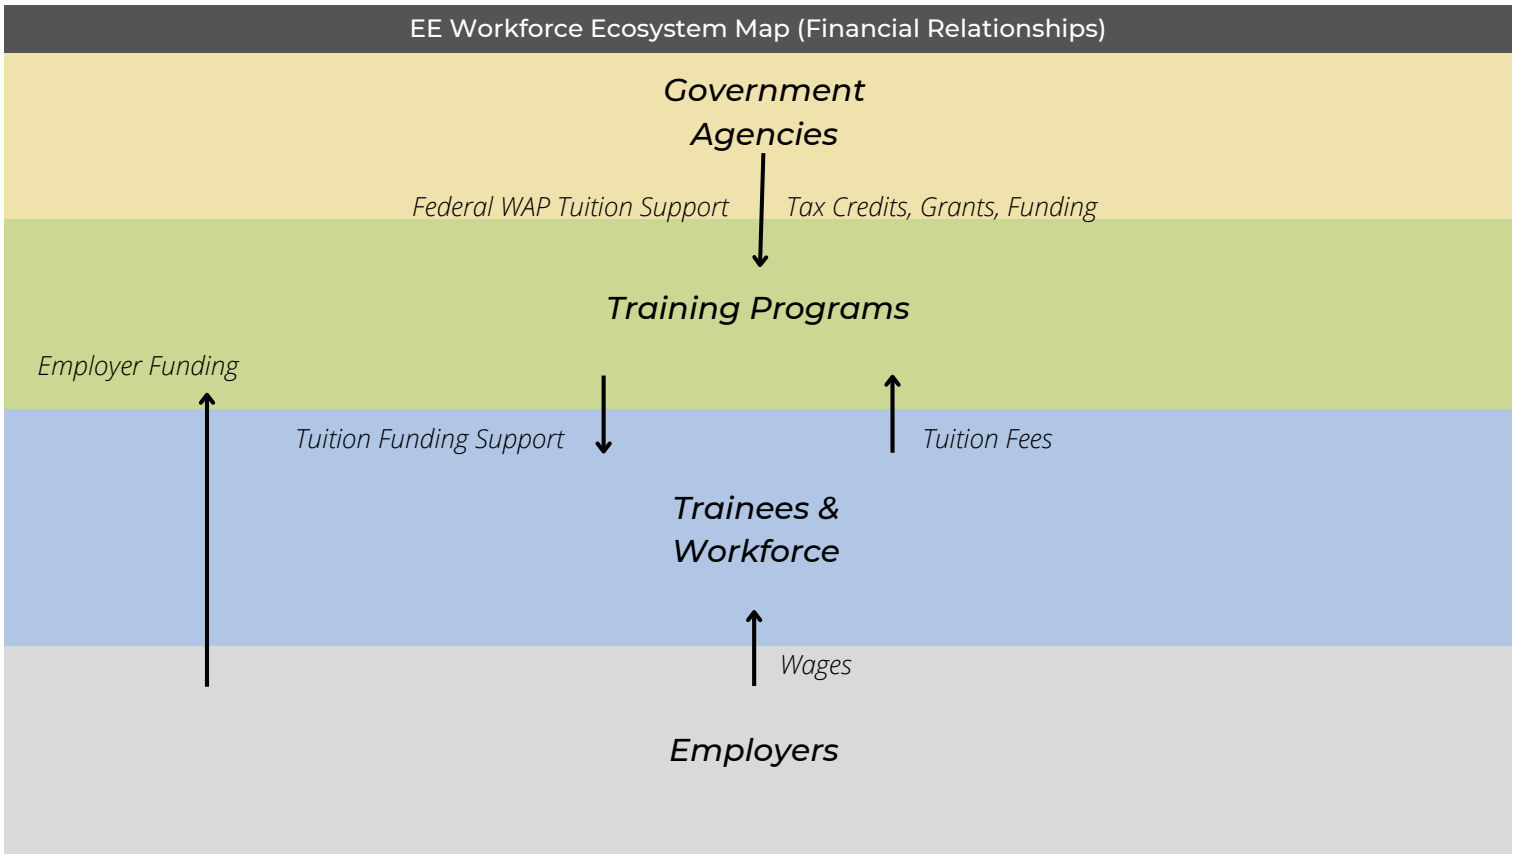 EE Workforce Ecosystem Map (Financial Relationships)
Government
Agencies
Federal WAP Tuition Support
Tax Credits, Grants, Funding
Training Programs
Employer Funding
Tuition Funding Support
Tuition Fees
Trainees &
Workforce
Wages
Employers